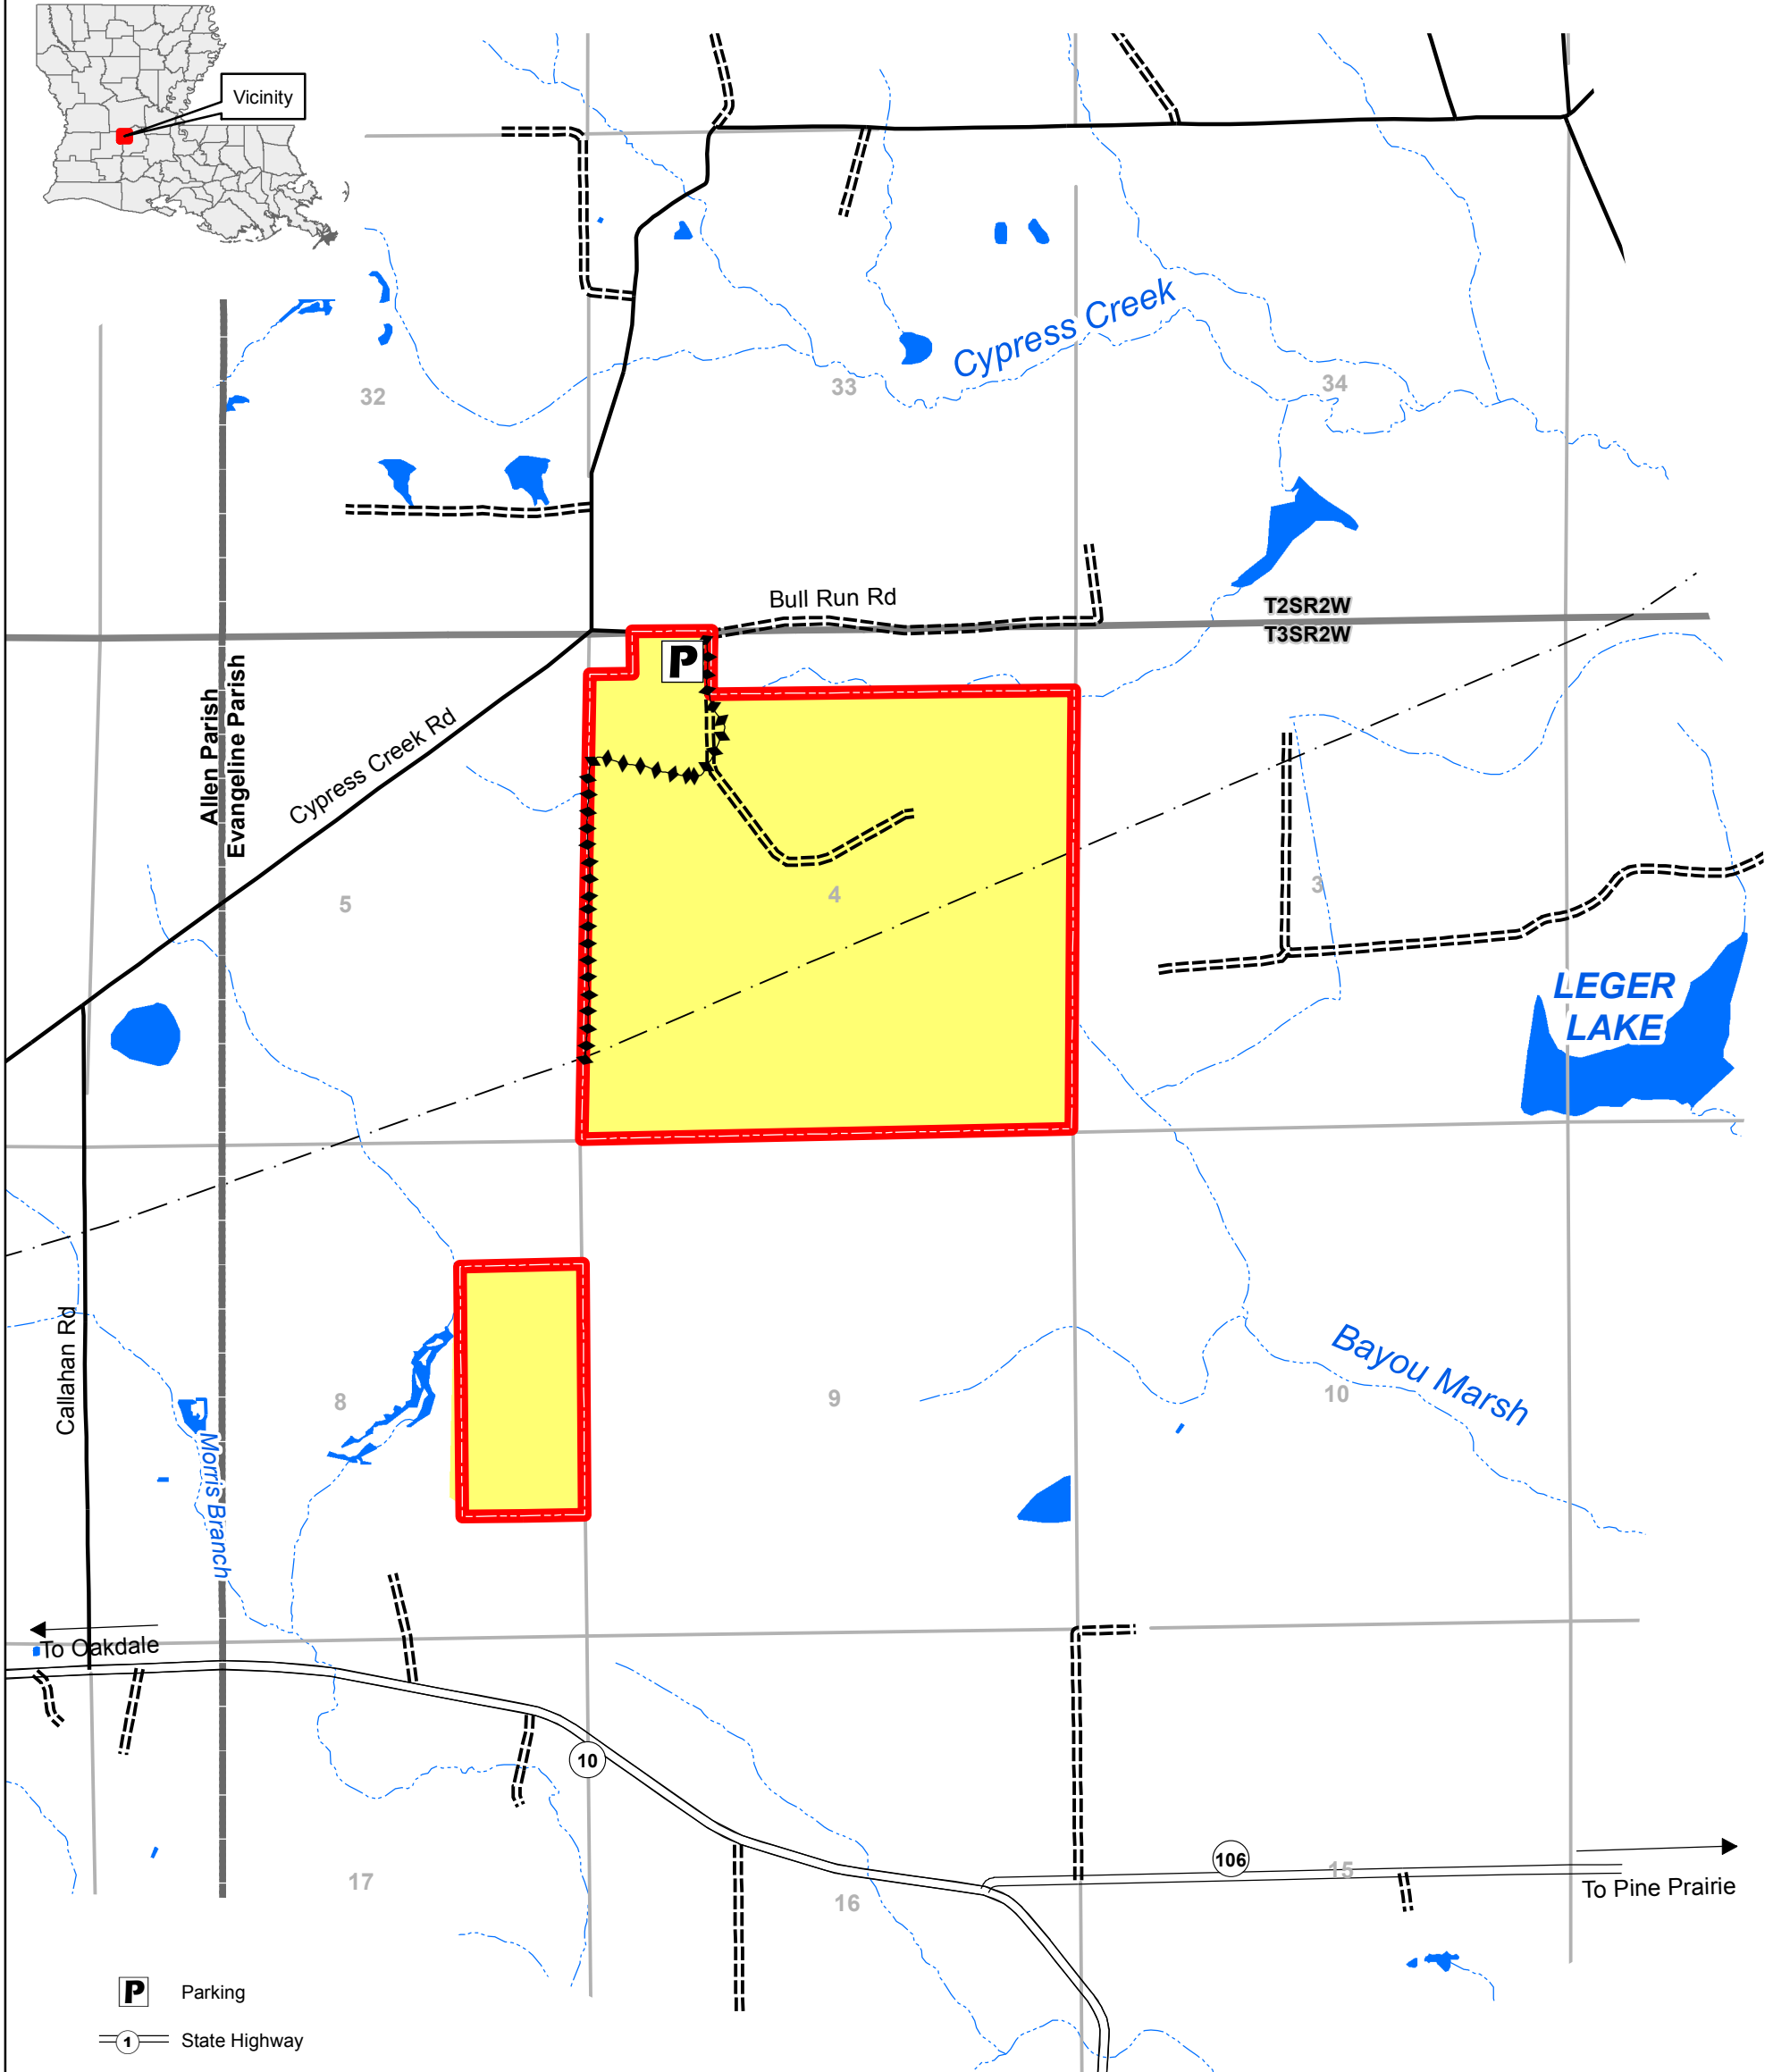 Vicinity
Cypress Creek
32
33
34
Bull Run Rd
T2SR2W
T3SR2W
P
Allen Parish
Evangeline Parish
Cypress Creek Rd
5
4
3
LEGER
LAKE
Callahan Rd
8
9
10
Bayou Marsh
Morris Branch
To Oakdale
10
106
15
To Pine Prairie
17
16
P
Parking
1
State Highway